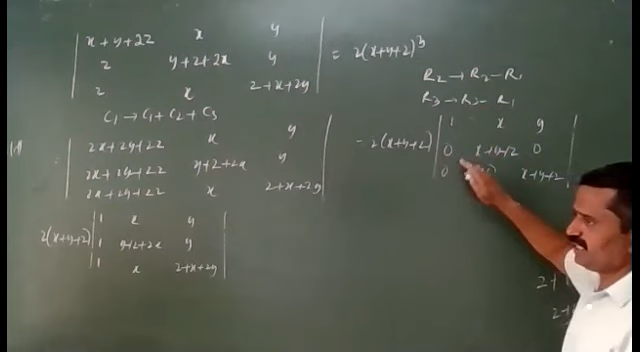 | x+y+2z x y |
| z y+z+2x y | = 2(x+y+z)³
| z x z+x+2y |
C₁ → C₁ + C₂ + C₃
= | 2x+2y+2z x y |
| 2x+2y+2z y+z+2x y |
| 2x+2y+2z x z+x+2y |
2(x+y+z) | 1 x y |
| 1 y+z+2x y |
| 1 x z+x+2y |
R₂ → R₂ - R₁
R₃ → R₃ - R₁
| 1 x y |
= 2(x+y+z) | 0 x+y+z 0 |
| 0 x+y+z |